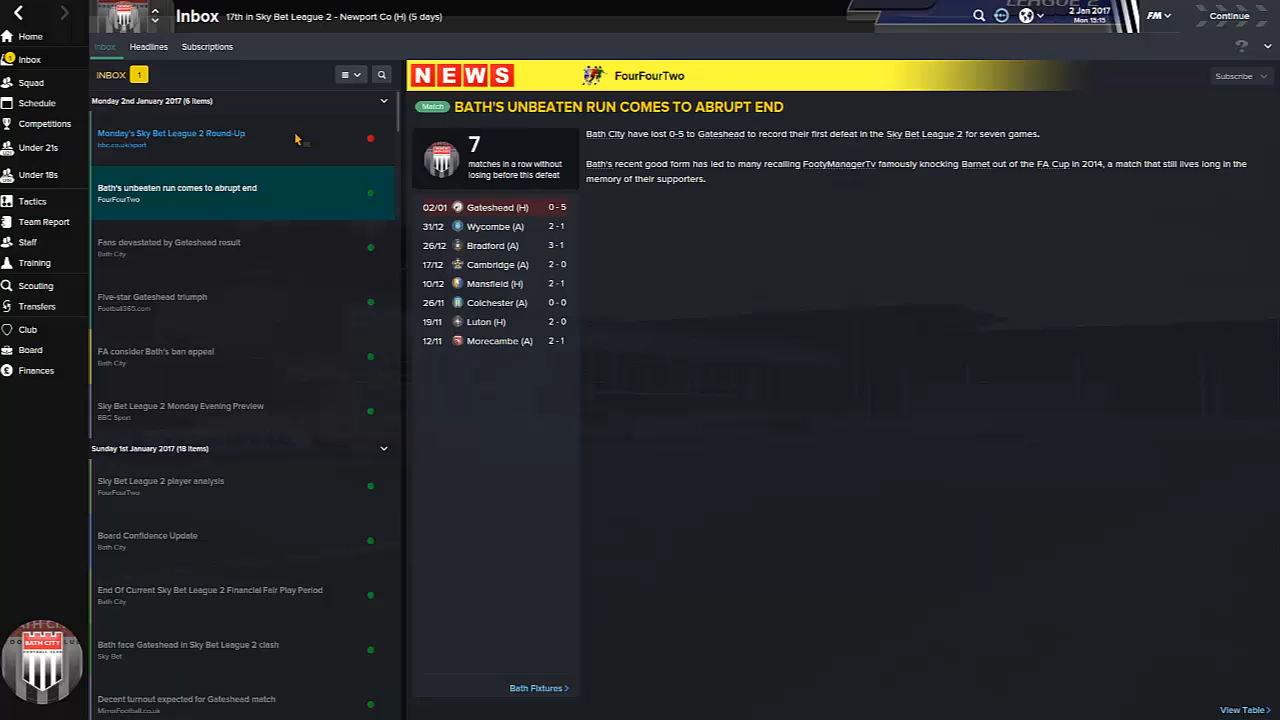 Inbox 17th in Sky Bet League 2 - Newport Co (H) (5 days)
2 Jan 2017
Mon 15:15
FM
Continue
Home
Inbox
Squad
Schedule
Competitions
Under 21s
Under 18s
Tactics
Team Report
Staff
Training
Scouting
Transfers
Club
Board
Finances
BATH CITY
Inbox Headlines Subscriptions
INBOX 1
Monday 2nd January 2017 (6 items)
Monday's Sky Bet League 2 Round-Up
bbc.co.uk/sport
Bath's unbeaten run comes to abrupt end
FourFourTwo
Fans devastated by Gateshead result
Bath City
Five-star Gateshead triumph
Football365.com
FA consider Bath's ban appeal
Bath City
Sky Bet League 2 Monday Evening Preview
BBC Sport
Sunday 1st January 2017 (18 items)
Sky Bet League 2 player analysis
FourFourTwo
Board Confidence Update
Bath City
End Of Current Sky Bet League 2 Financial Fair Play Period
Bath City
Bath face Gateshead in Sky Bet League 2 clash
Sky Bet
Decent turnout expected for Gateshead match
MirrorFootball.co.uk
NEWS FourFourTwo
Subscribe
Match BATH'S UNBEATEN RUN COMES TO ABRUPT END
7
matches in a row without
losing before this defeat
02/01 Gateshead (H) 0 - 5
31/12 Wycombe (A) 2 - 1
26/12 Bradford (A) 3 - 1
17/12 Cambridge (A) 2 - 0
10/12 Mansfield (H) 2 - 1
26/11 Colchester (A) 0 - 0
19/11 Luton (H) 2 - 0
12/11 Morecambe (A) 2 - 1
Bath Fixtures >
Bath City have lost 0-5 to Gateshead to record their first defeat in the Sky Bet League 2 for seven games.
Bath's recent good form has led to many recalling FootyManagerTv famously knocking Barnet out of the FA Cup in 2014, a match that still lives long in the
memory of their supporters.
View Table >